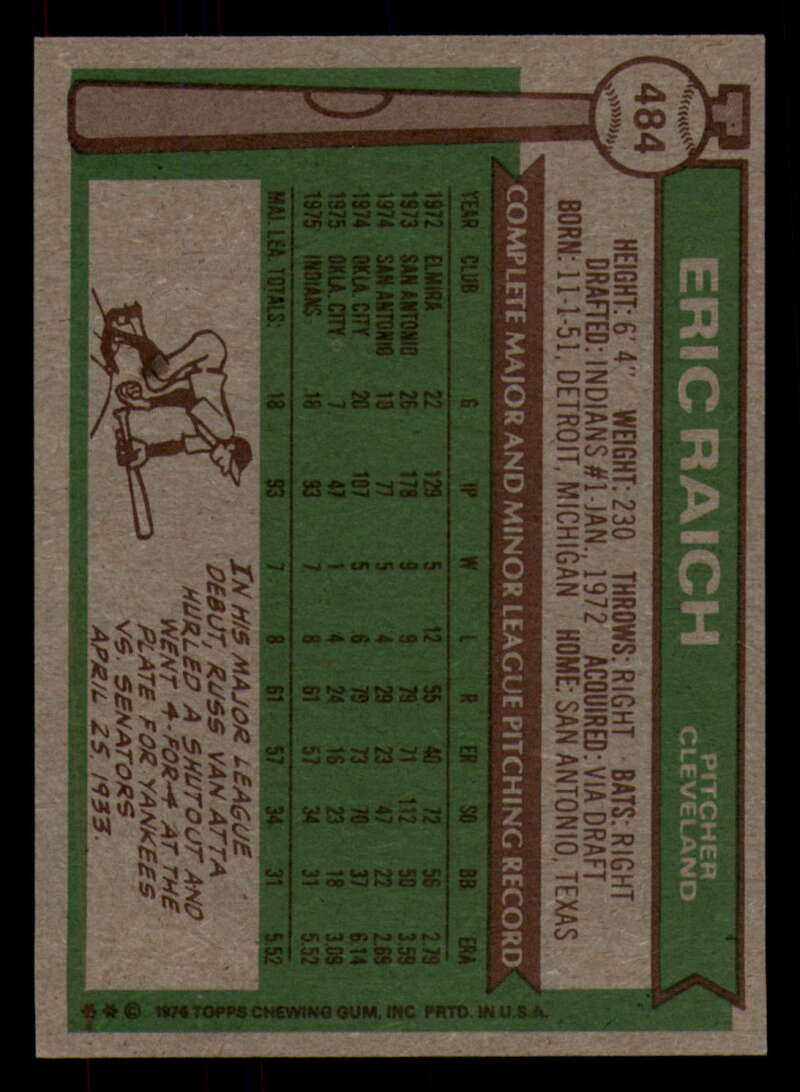 484
ERIC RAICH
PITCHER
CLEVELAND
HEIGHT: 6' 4" WEIGHT: 230 THROWS: RIGHT BATS: RIGHT
DRAFTED: INDIANS #1-JAN., 1972 ACQUIRED: VIA DRAFT
BORN: 11-1-51, DETROIT, MICHIGAN HOME: SAN ANTONIO, TEXAS
COMPLETE MAJOR AND MINOR LEAGUE PITCHING RECORD
YEAR CLUB G IP W L R ER SO BB ERA
1972 ELMIRA 22 129 5 12 55 40 72 56 2.79
1973 SAN ANTONIO 26 178 9 9 79 71 112 50 3.59
1974 SAN ANTONIO 10 77 5 4 29 23 47 22 2.69
1974 OKLA. CITY 20 107 5 6 79 73 70 37 6.14
1975 OKLA. CITY 7 47 1 4 24 16 23 18 3.06
1975 INDIANS 18 93 7 8 61 57 34 31 5.52
MAJ. LEA. TOTALS: 18 93 7 8 61 57 34 31 5.52
IN HIS MAJOR LEAGUE
DEBUT, RUSS VAN ATTA
HURLED A SHUTOUT AND
WENT 4-FOR-4 AT THE
PLATE FOR YANKEES
VS. SENATORS
APRIL 25, 1933.
✱ ✱ © 1976 TOPPS CHEWING GUM, INC. PRTD. IN U.S.A.